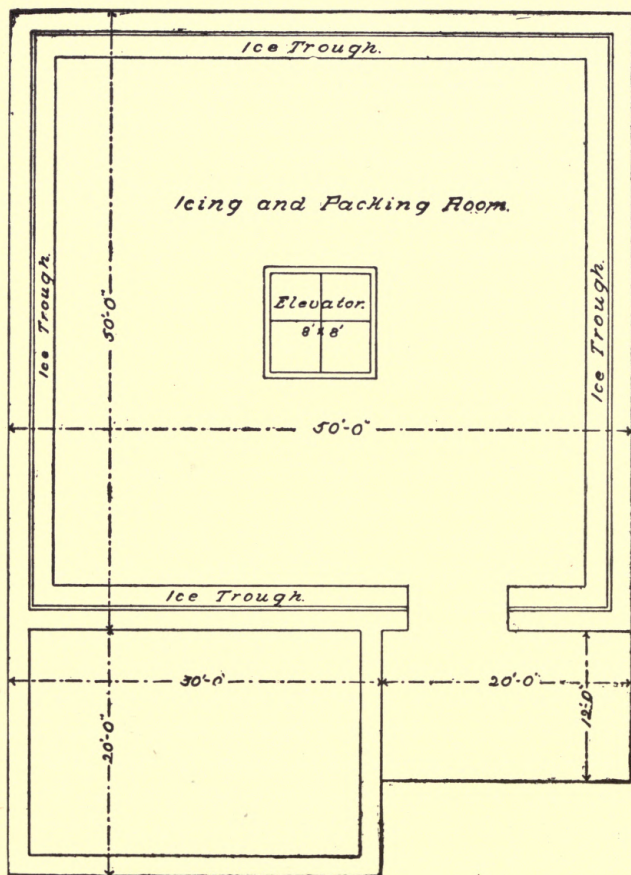 Ice Trough.
Icing and Packing Room.
Ice Trough.
50'-0"
Elevator.
8' x 8'
Ice Trough.
50'-0"
Ice Trough.
30'-0"
20'-0"
12'-0"
20'-0"